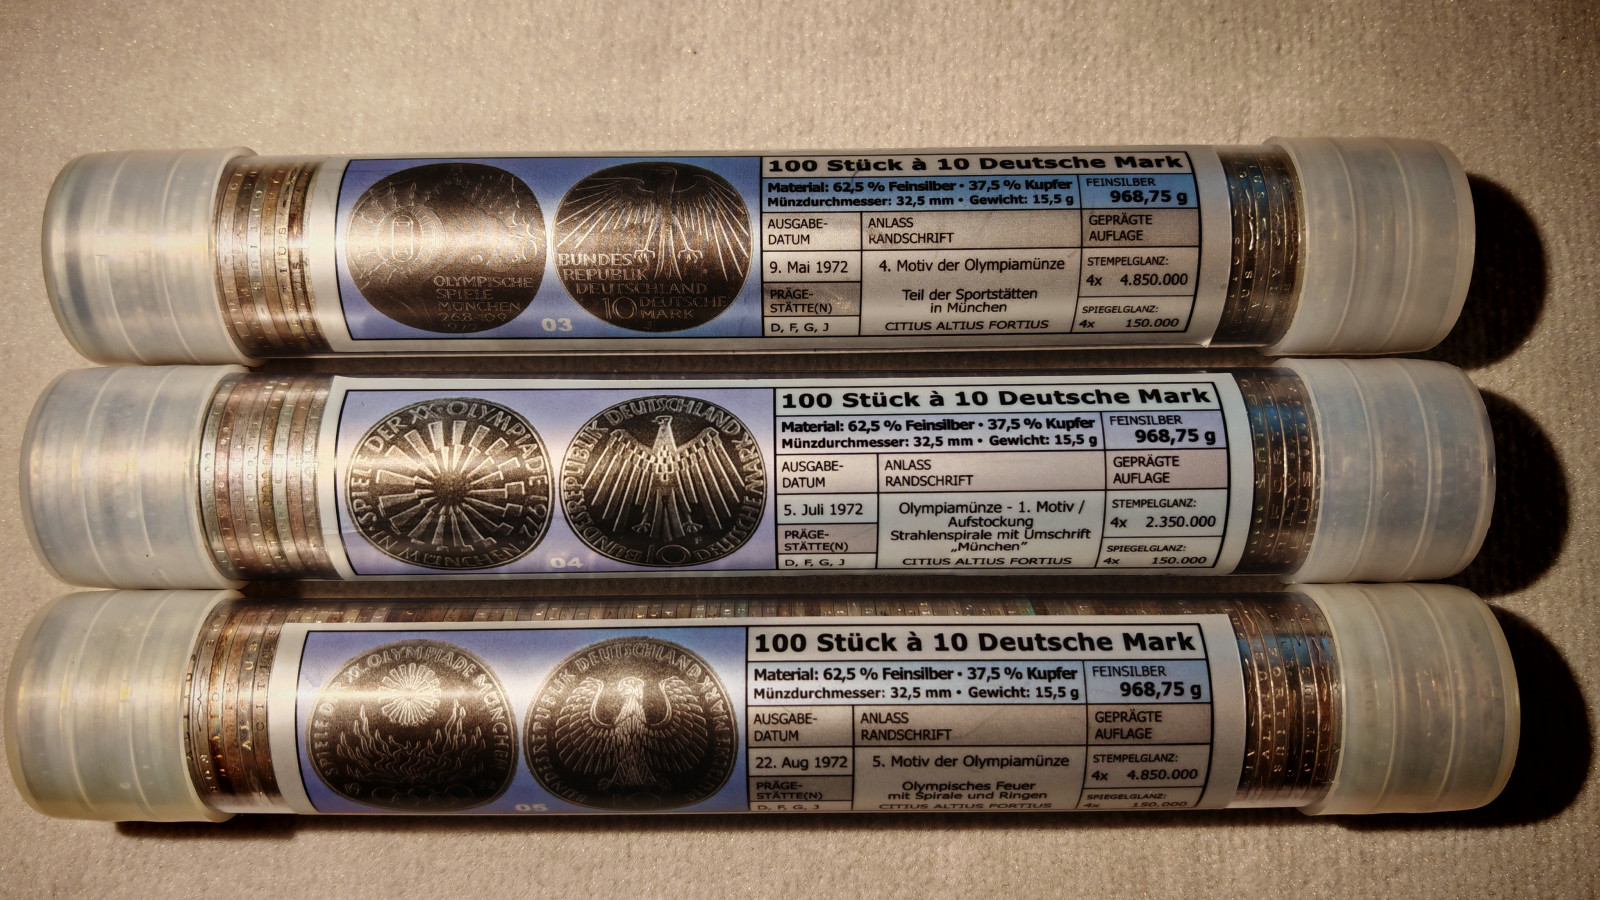 OLYMPISCHE
SPIELE
MÜNCHEN
BUNDES
REPUBLIK
DEUTSCHLAND
10 DEUTSCHE
MARK
J
03
100 Stück à 10 Deutsche Mark
Material: 62,5 % Feinsilber • 37,5 % Kupfer
Münzdurchmesser: 32,5 mm • Gewicht: 15,5 g
FEINSILBER
968,75 g
AUSGABE-
DATUM
ANLASS
RANDSCHRIFT
GEPRÄGTE
AUFLAGE
9. Mai 1972
4. Motiv der Olympiamünze
Teil der Sportstätten
in München
CITIUS ALTIUS FORTIUS
STEMPELGLANZ:
4x 4.850.000
PRÄGE-
STÄTTE(N)
D, F, G, J
SPIEGELGLANZ:
4x 150.000
SPIELE DER XX. OLYMPIADE 1972 IN MÜNCHEN
BUNDESREPUBLIK DEUTSCHLAND
10
DEUTSCHE MARK
04
100 Stück à 10 Deutsche Mark
Material: 62,5 % Feinsilber • 37,5 % Kupfer
Münzdurchmesser: 32,5 mm • Gewicht: 15,5 g
FEINSILBER
968,75 g
AUSGABE-
DATUM
ANLASS
RANDSCHRIFT
GEPRÄGTE
AUFLAGE
5. Juli 1972
Olympiamünze - 1. Motiv /
Aufstockung
Strahlenspirale mit Umschrift
„München"
CITIUS ALTIUS FORTIUS
STEMPELGLANZ:
4x 2.350.000
PRÄGE-
STÄTTE(N)
D, F, G, J
SPIEGELGLANZ:
4x 150.000
SPIELE DER XX. OLYMPIADE MÜNCHEN
BUNDESREPUBLIK DEUTSCHLAND
05
100 Stück à 10 Deutsche Mark
Material: 62,5 % Feinsilber • 37,5 % Kupfer
Münzdurchmesser: 32,5 mm • Gewicht: 15,5 g
FEINSILBER
968,75 g
AUSGABE-
DATUM
ANLASS
RANDSCHRIFT
GEPRÄGTE
AUFLAGE
22. Aug 1972
5. Motiv der Olympiamünze
Olympisches Feuer
mit Spirale und Ringen
CITIUS ALTIUS FORTIUS
STEMPELGLANZ:
4x 4.850.000
PRÄGE-
STÄTTE(N)
D, F, G, J
SPIEGELGLANZ:
4x 150.000